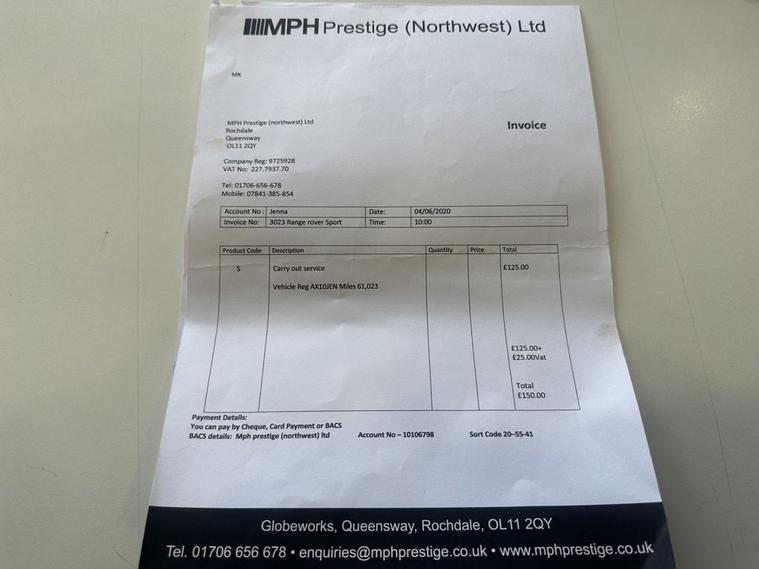 MPH Prestige (Northwest) Ltd
MK
MPH Prestige (northwest) Ltd
Rochdale
Queensway
OL11 2QY
Invoice
Company Reg: 9725928
VAT No: 227.7937.70
Tel: 01706-656-678
Mobile: 07841-385-854
Account No : Jenna Date: 04/06/2020
Invoice No: 3023 Range rover Sport Time: 10:00
Product Code Description Quantity Price Total
S Carry out service £125.00
Vehicle Reg AX10JEN Miles 61,023
£125.00+
£25.00Vat
Total
£150.00
Payment Details:
You can pay by Cheque, Card Payment or BACS
BACS details: Mph prestige (northwest) ltd Account No – 10106798 Sort Code 20-55-41
Globeworks, Queensway, Rochdale, OL11 2QY
Tel. 01706 656 678 • enquiries@mphprestige.co.uk • www.mphprestige.co.uk